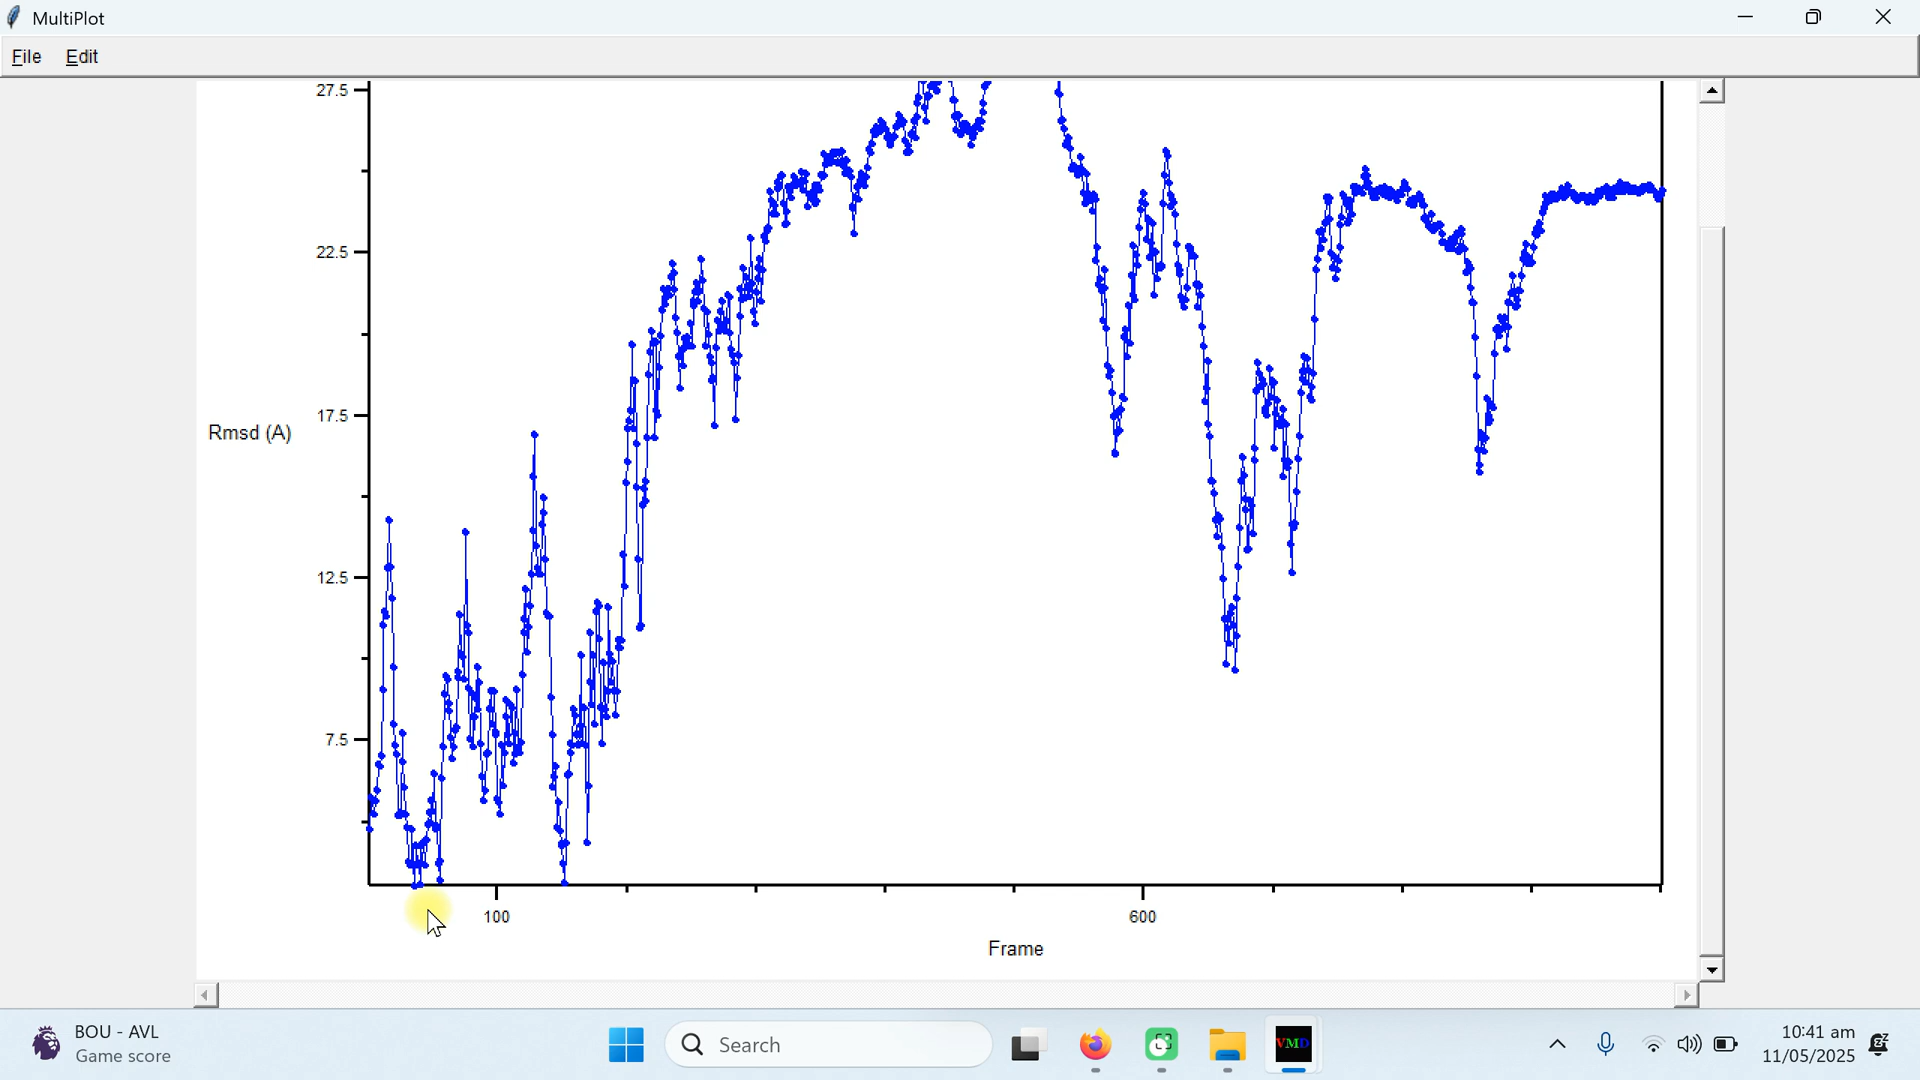 MultiPlot
File Edit
27.5
22.5
Rmsd (A)
17.5
12.5
7.5
100 600
Frame
BOU - AVL
Game score
Search
VMD
10:41 am
11/05/2025